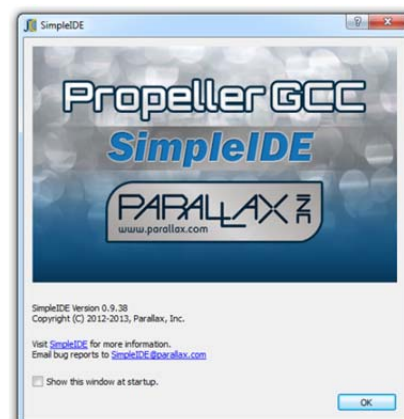 SimpleIDE
Propeller GCC
SimpleIDE
PARALLAX INC
www.parallax.com
SimpleIDE Version 0.9.38
Copyright (C) 2012-2013, Parallax, Inc.
Visit SimpleIDE for more information.
Email bug reports to SimpleIDE@parallax.com
Show this window at startup.
OK